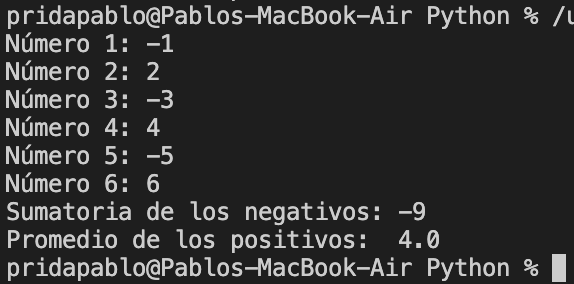 pridapablo@Pablos-MacBook-Air Python % /u
Número 1: -1
Número 2: 2
Número 3: -3
Número 4: 4
Número 5: -5
Número 6: 6
Sumatoria de los negativos: -9
Promedio de los positivos:  4.0
pridapablo@Pablos-MacBook-Air Python %